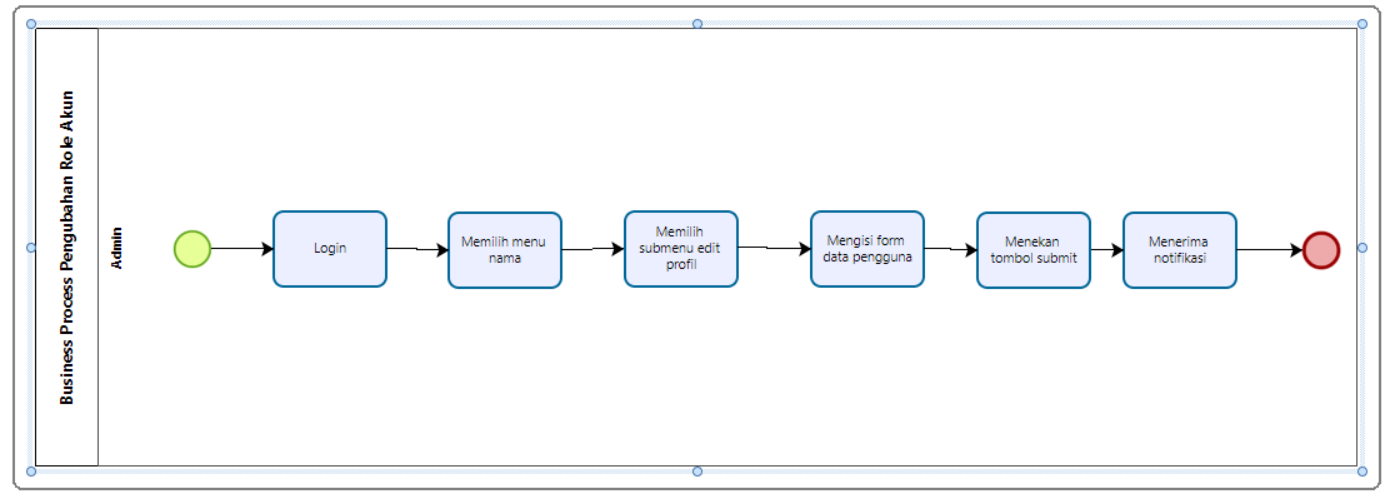 Business Process Pengubahan Role Akun
Admin
Login
Memilih menu
nama
Memilih
submenu edit
profil
Mengisi form
data pengguna
Menekan
tombol submit
Menerima
notifikasi